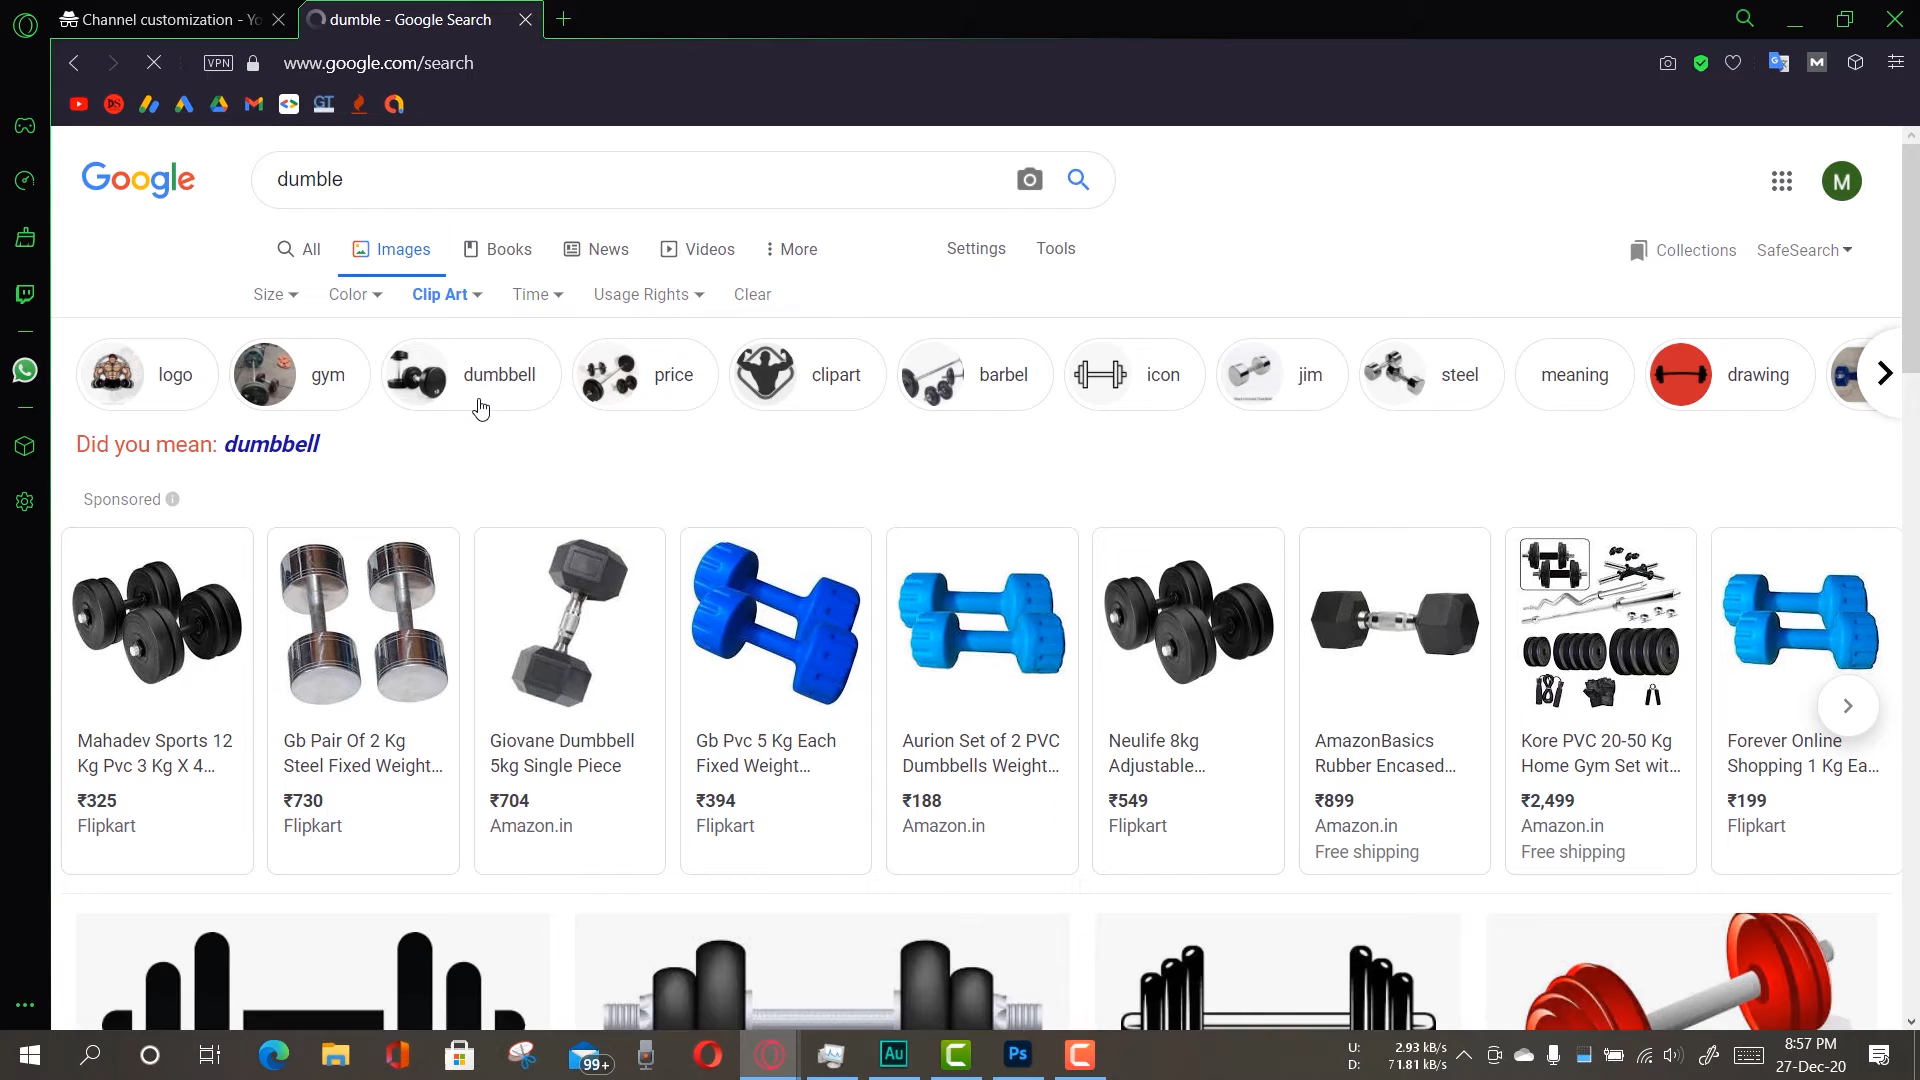 Channel customization - Yo
dumble - Google Search
VPN
www.google.com/search
DS
GT
M
Google
dumble
M
All
Images
Books
News
Videos
More
Settings
Tools
Collections
SafeSearch
Size
Color
Clip Art
Time
Usage Rights
Clear
logo
gym
dumbbell
price
clipart
barbel
icon
jim
steel
meaning
drawing
Did you mean: dumbbell
Sponsored
Mahadev Sports 12
Kg Pvc 3 Kg X 4...
₹325
Flipkart
Gb Pair Of 2 Kg
Steel Fixed Weight...
₹730
Flipkart
Giovane Dumbbell
5kg Single Piece
₹704
Amazon.in
Gb Pvc 5 Kg Each
Fixed Weight...
₹394
Flipkart
Aurion Set of 2 PVC
Dumbbells Weight...
₹188
Amazon.in
Neulife 8kg
Adjustable...
₹549
Flipkart
AmazonBasics
Rubber Encased...
₹899
Amazon.in
Free shipping
Kore PVC 20-50 Kg
Home Gym Set wit...
₹2,499
Amazon.in
Free shipping
Forever Online
Shopping 1 Kg Ea...
₹199
Flipkart
99+
Au
Ps
U: 2.93 kB/s
D: 71.81 kB/s
8:57 PM
27-Dec-20